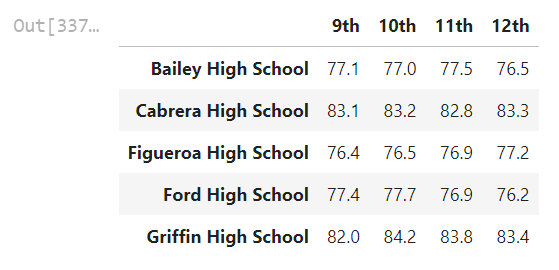 Out[337...
9th 10th 11th 12th
Bailey High School 77.1 77.0 77.5 76.5
Cabrera High School 83.1 83.2 82.8 83.3
Figueroa High School 76.4 76.5 76.9 77.2
Ford High School 77.4 77.7 76.9 76.2
Griffin High School 82.0 84.2 83.8 83.4